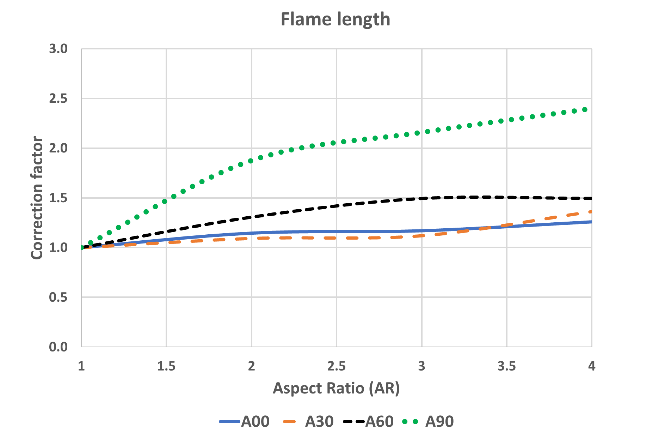 Flame length
3.0
2.5
2.0
1.5
1.0
0.5
0.0
Correction factor
1 1.5 2 2.5 3 3.5 4
Aspect Ratio (AR)
A00 A30 A60 A90